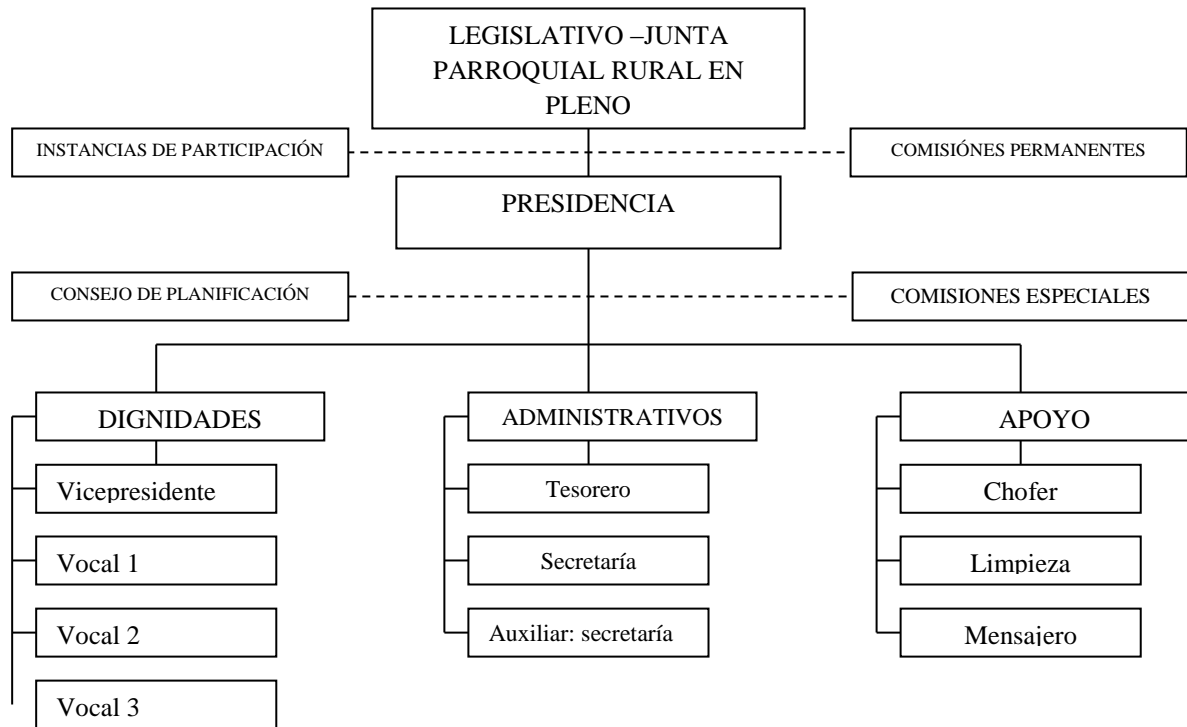 LEGISLATIVO –JUNTA
PARROQUIAL RURAL EN
PLENO
INSTANCIAS DE PARTICIPACIÓN
COMISIÓNES PERMANENTES
PRESIDENCIA
CONSEJO DE PLANIFICACIÓN
COMISIONES ESPECIALES
DIGNIDADES
ADMINISTRATIVOS
APOYO
Vicepresidente
Tesorero
Chofer
Vocal 1
Secretaría
Limpieza
Vocal 2
Auxiliar: secretaría
Mensajero
Vocal 3